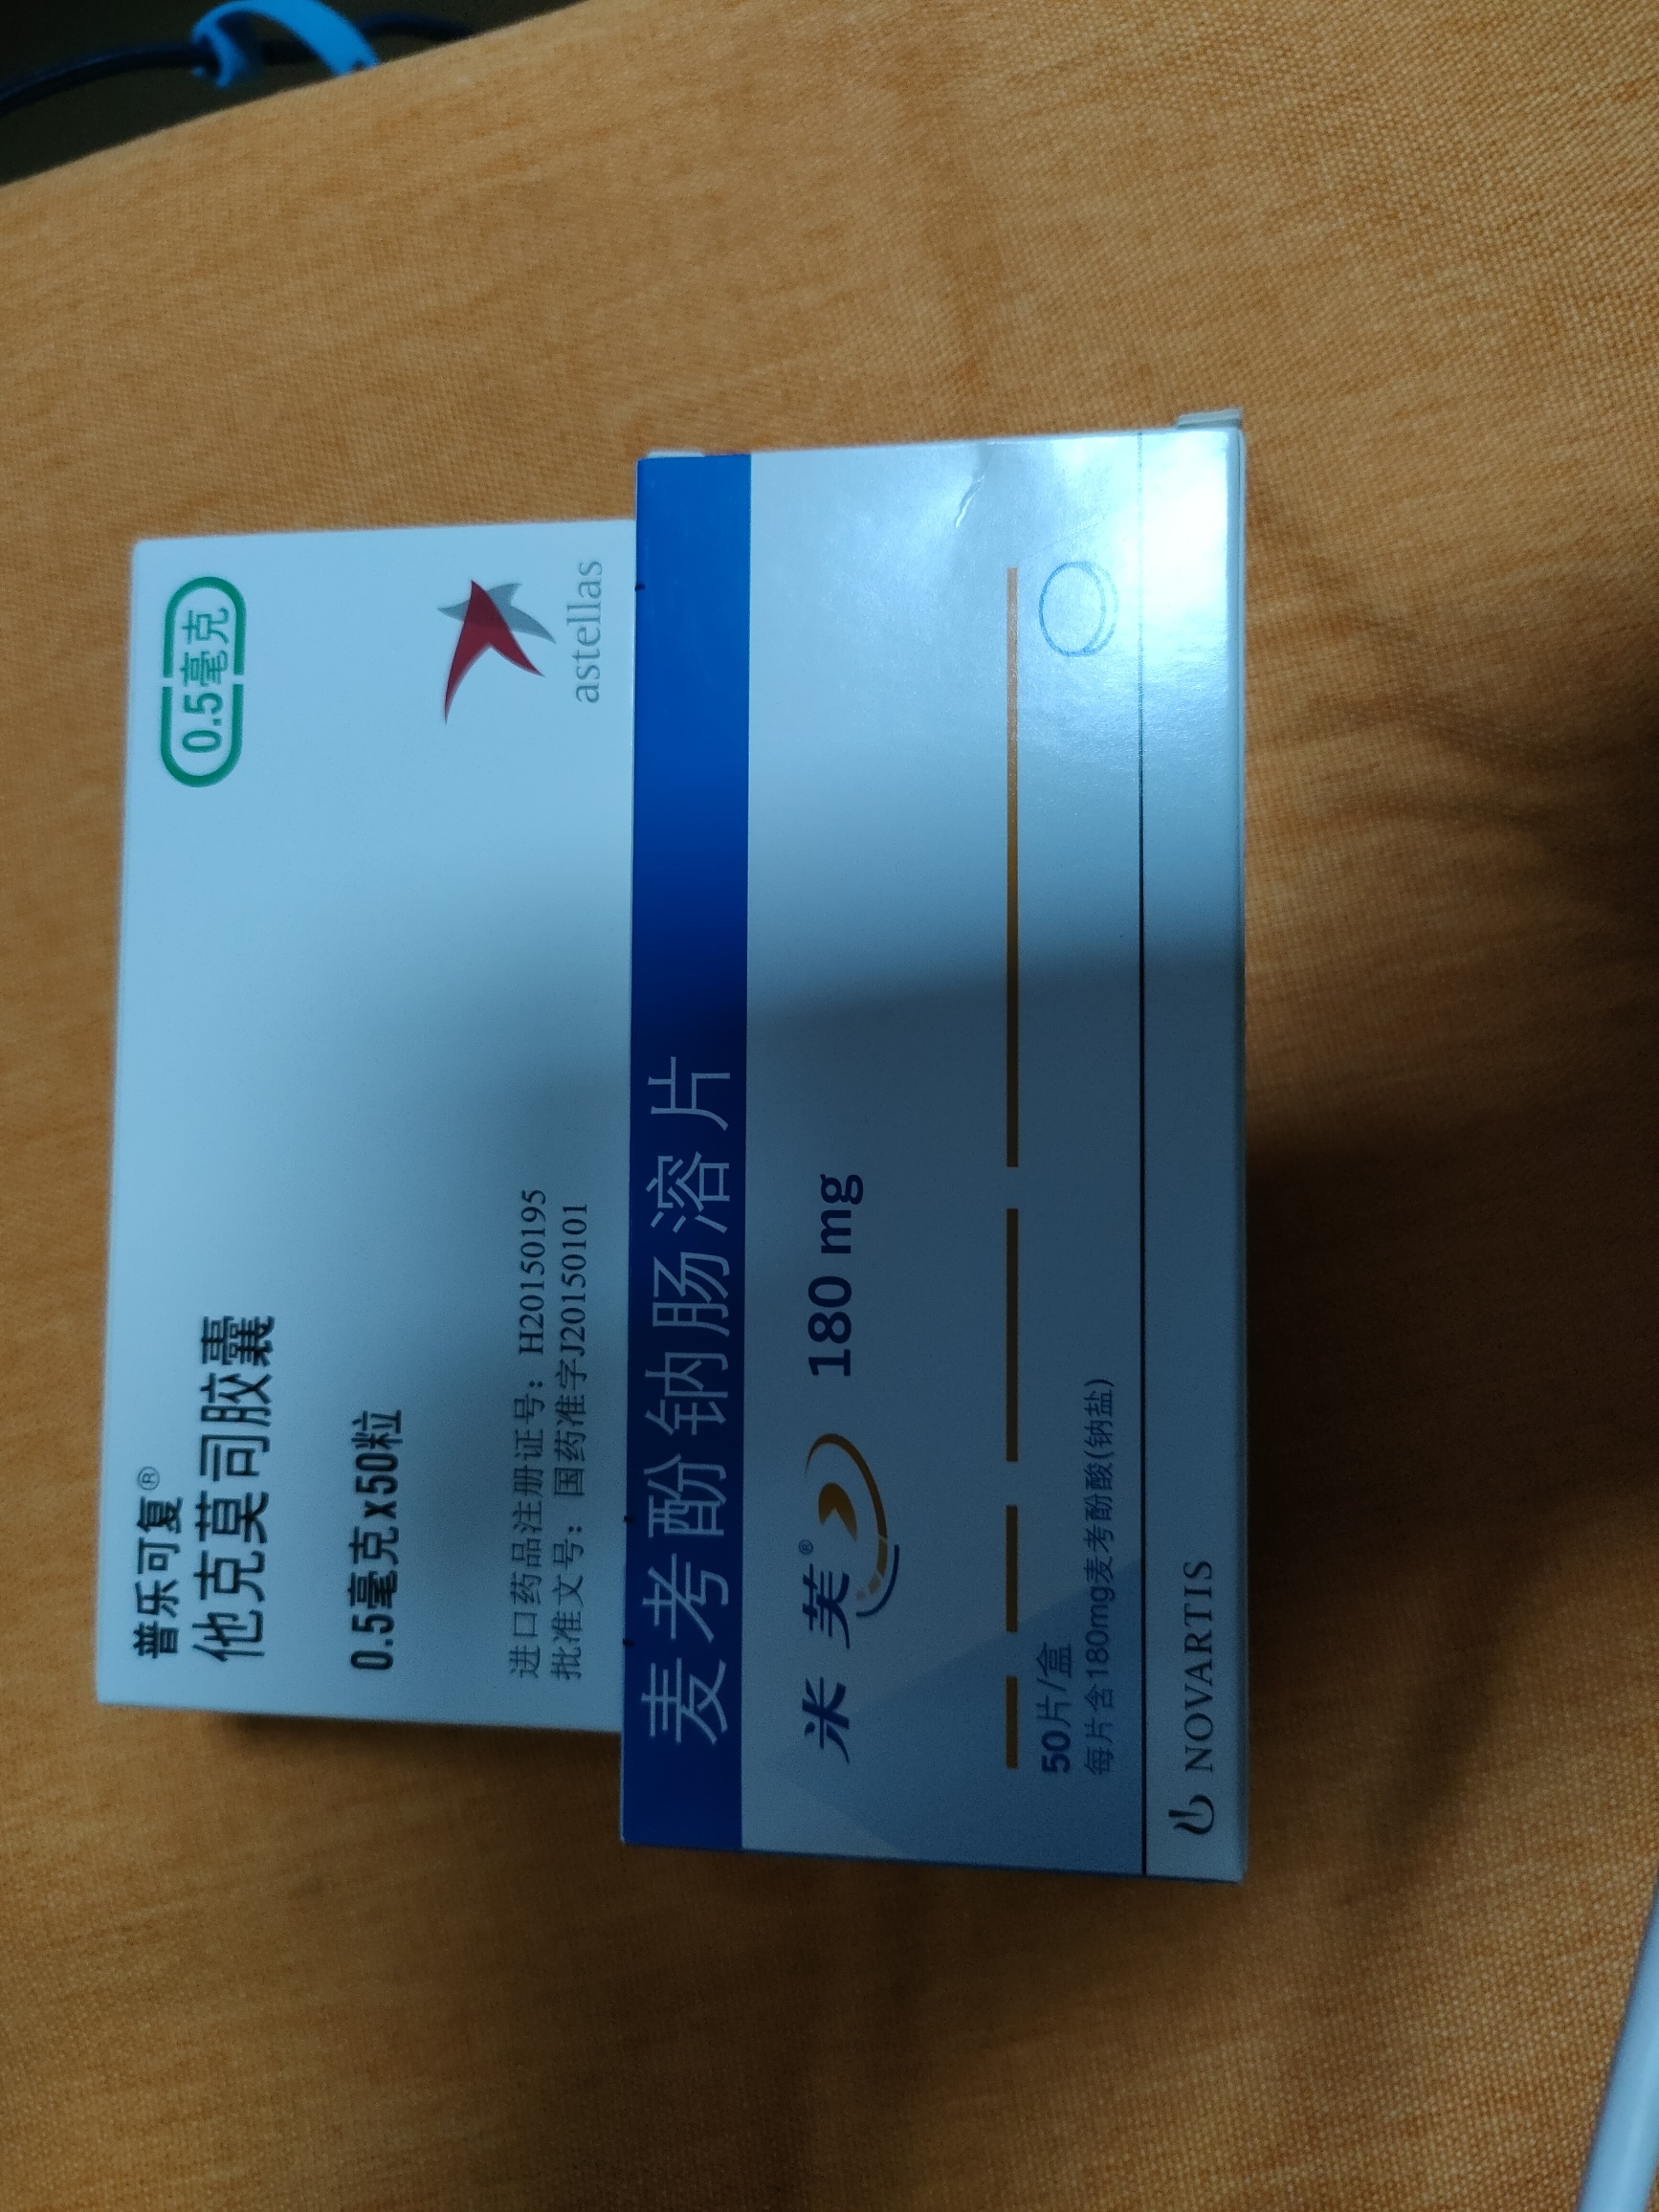 普乐可复®
他克莫司胶囊
0.5毫克
0.5毫克x50粒
进口药品注册证号：H20150195
批准文号：国药准字J20150101
astellas
麦考酚钠肠溶片
米芙® 180 mg
50片/盒
每片含180mg麦考酚酸(钠盐)
NOVARTIS